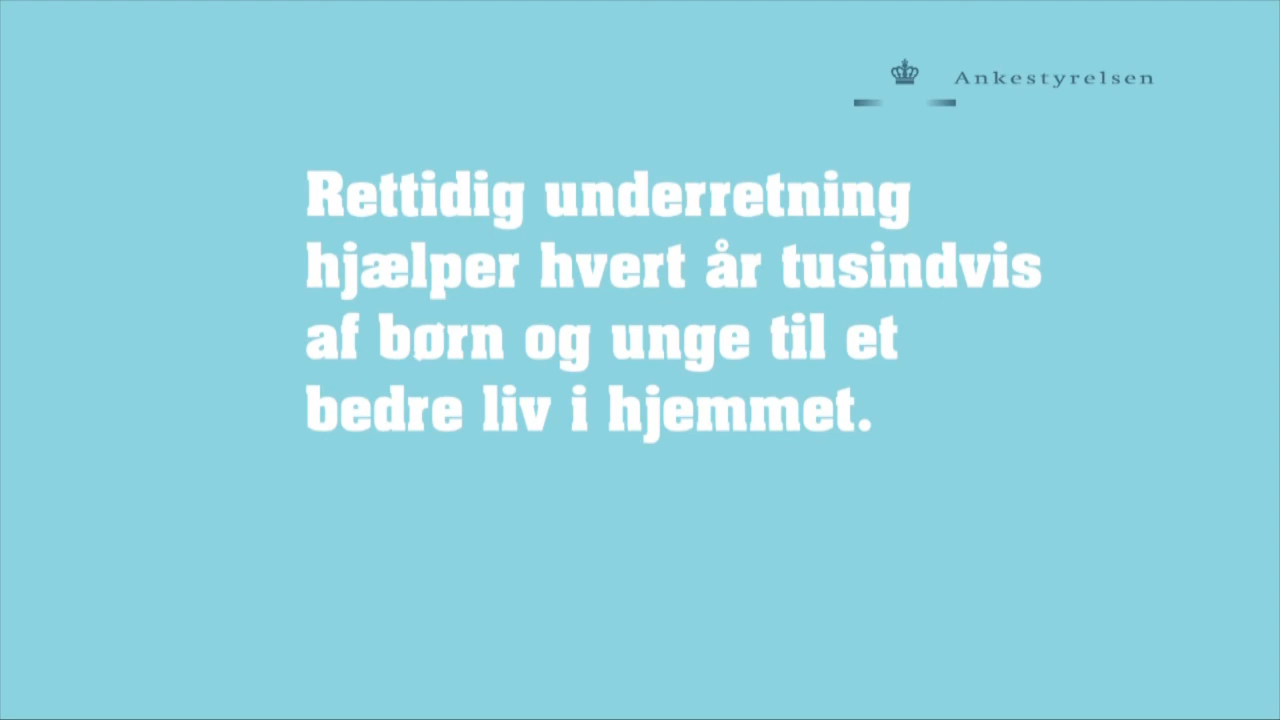 Ankestyrelsen
Rettidig underretning
hjælper hvert år tusindvis
af børn og unge til et
bedre liv i hjemmet.